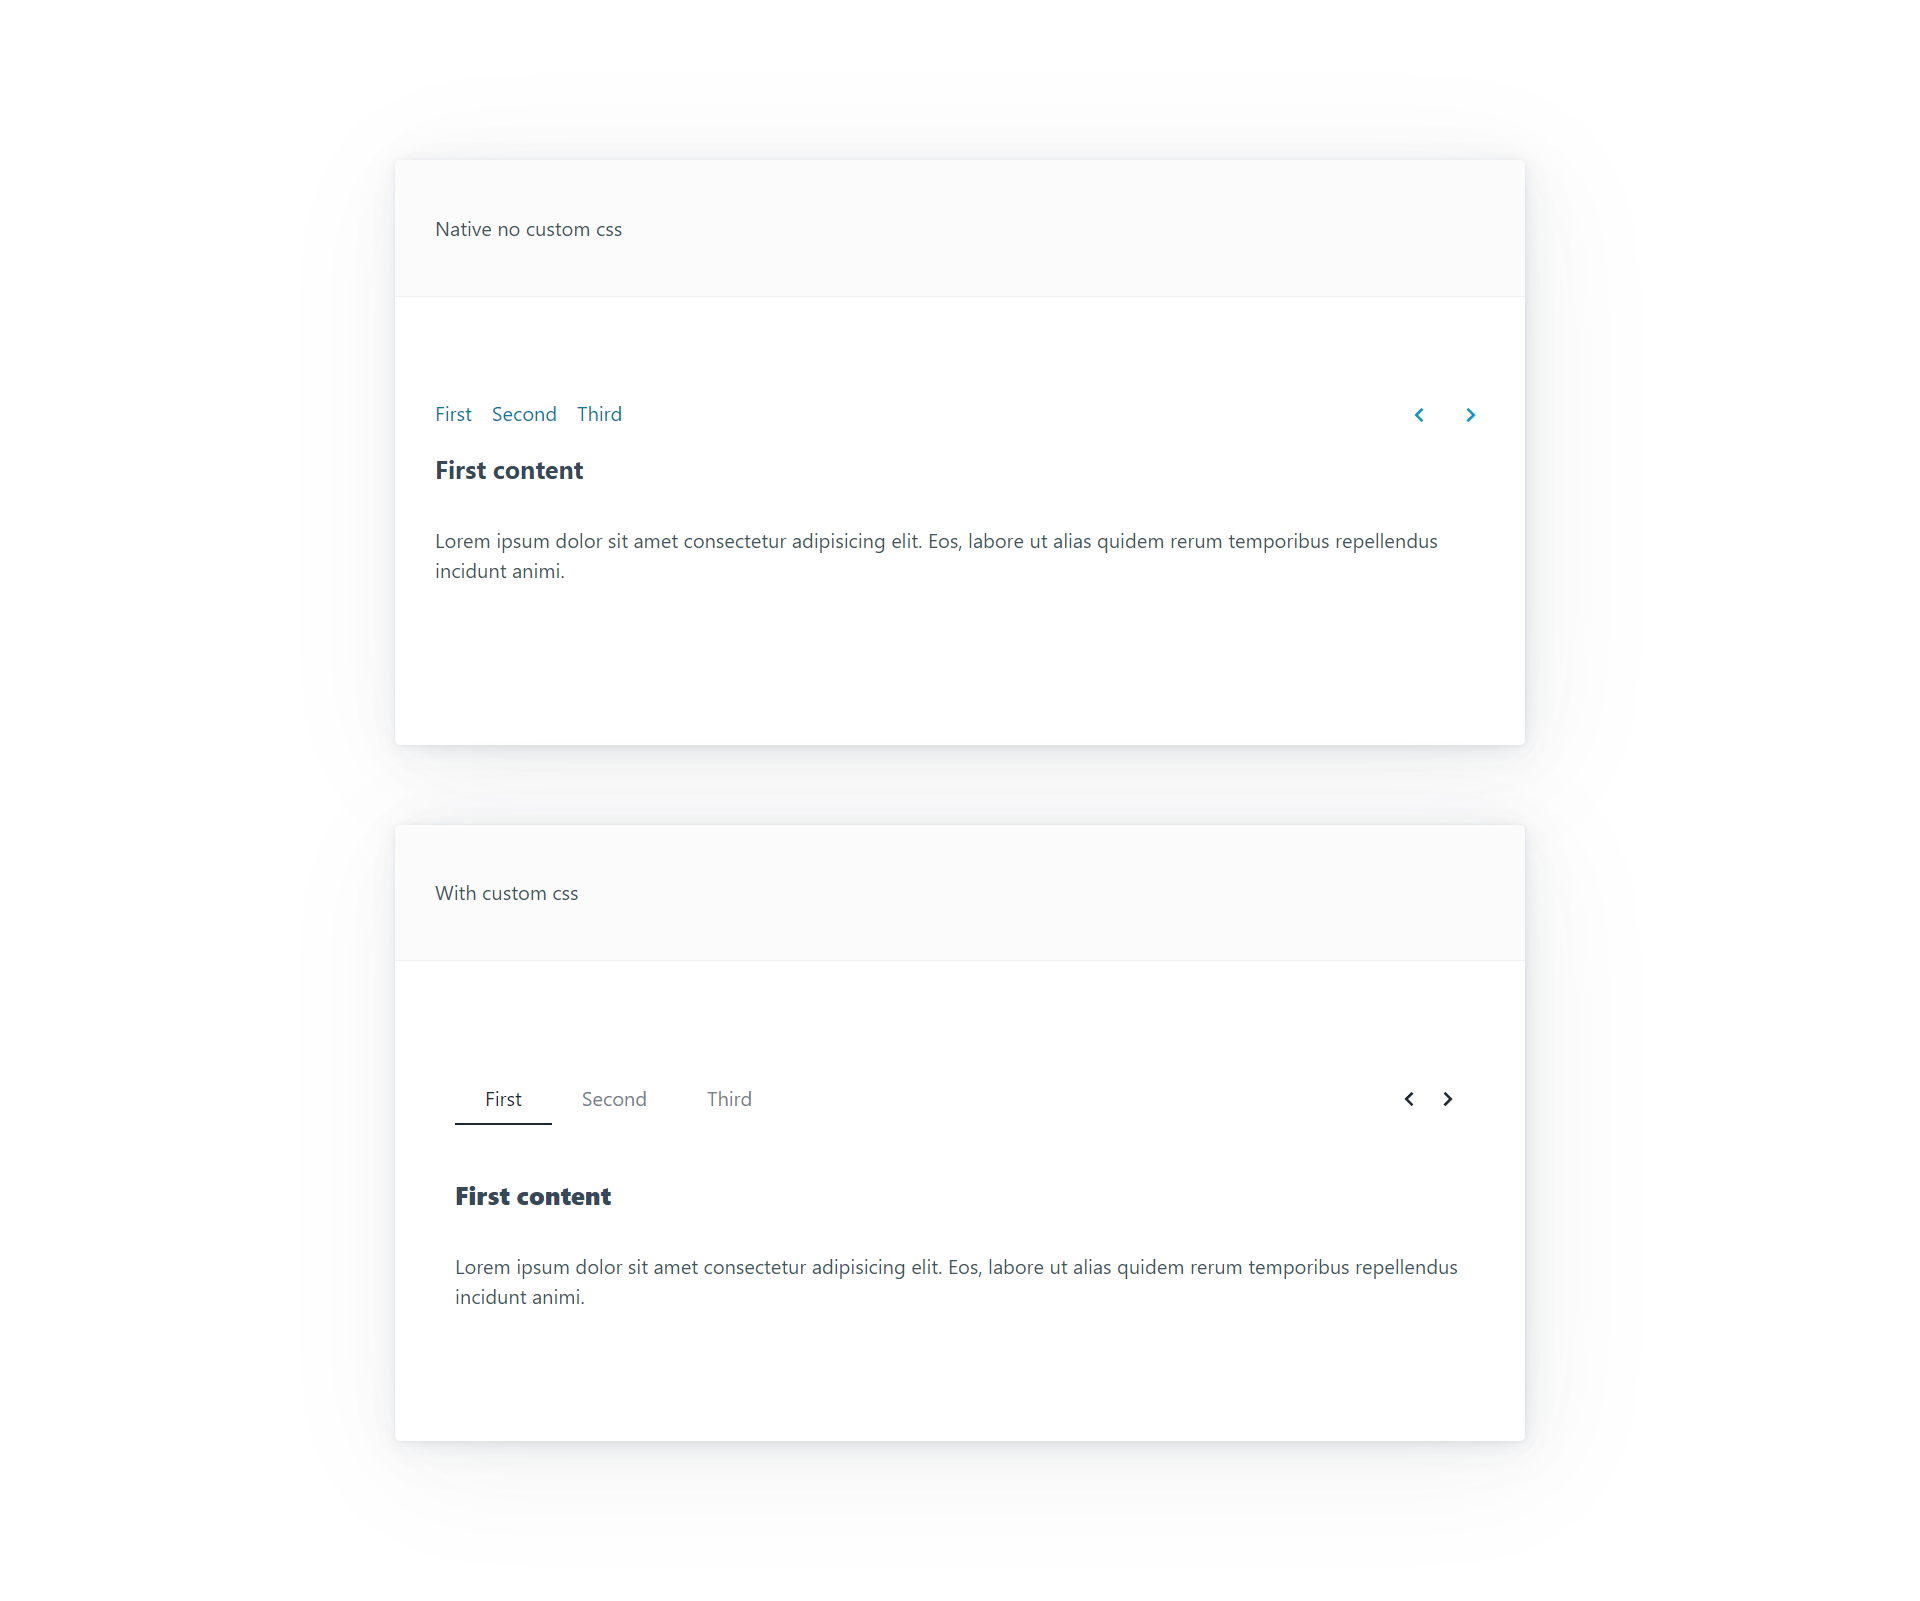 Native no custom css
First Second Third
First content
Lorem ipsum dolor sit amet consectetur adipisicing elit. Eos, labore ut alias quidem rerum temporibus repellendus
incidunt animi.
With custom css
First Second Third
First content
Lorem ipsum dolor sit amet consectetur adipisicing elit. Eos, labore ut alias quidem rerum temporibus repellendus
incidunt animi.